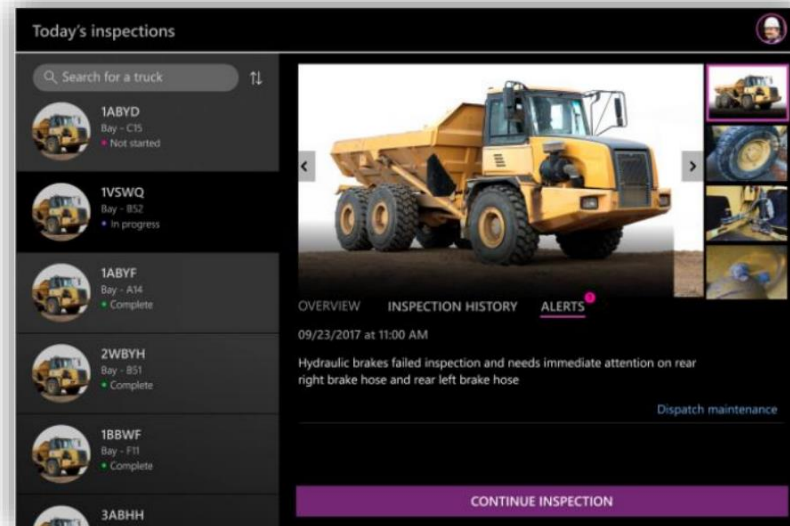 Today's inspections
Search for a truck
1ABYD
Bay - C15
Not started
1VSWQ
Bay - B52
In progress
1ABYF
Bay - A14
Complete
2WBYH
Bay - B51
Complete
1BBWF
Bay - F11
Complete
3ABHH
OVERVIEW INSPECTION HISTORY ALERTS
09/23/2017 at 11:00 AM
Hydraulic brakes failed inspection and needs immediate attention on rear
right brake hose and rear left brake hose
Dispatch maintenance
CONTINUE INSPECTION